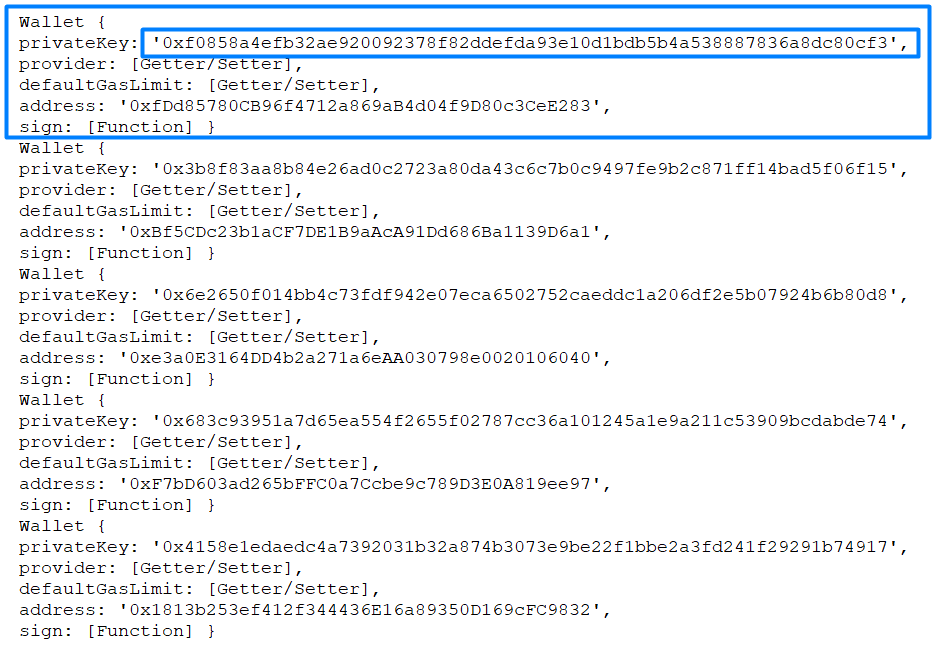 Wallet {
privateKey: '0xf0858a4efb32ae920092378f82ddefda93e10d1bdb5b4a538887836a8dc80cf3',
provider: [Getter/Setter],
defaultGasLimit: [Getter/Setter],
address: '0xfDd85780CB96f4712a869aB4d04f9D80c3CeE283',
sign: [Function] }
Wallet {
privateKey: '0x3b8f83aa8b84e26ad0c2723a80da43c6c7b0c9497fe9b2c871ff14bad5f06f15',
provider: [Getter/Setter],
defaultGasLimit: [Getter/Setter],
address: '0xBf5CDc23b1aCF7DE1B9aAcA91Dd686Ba1139D6a1',
sign: [Function] }
Wallet {
privateKey: '0x6e2650f014bb4c73fdf942e07eca6502752caeddc1a206df2e5b07924b6b80d8',
provider: [Getter/Setter],
defaultGasLimit: [Getter/Setter],
address: '0xe3a0E3164DD4b2a271a6eAA030798e0020106040',
sign: [Function] }
Wallet {
privateKey: '0x683c93951a7d65ea554f2655f02787cc36a101245a1e9a211c53909bcdabde74',
provider: [Getter/Setter],
defaultGasLimit: [Getter/Setter],
address: '0xF7bD603ad265bFFC0a7Ccbe9c789D3E0A819ee97',
sign: [Function] }
Wallet {
privateKey: '0x4158e1edaedc4a7392031b32a874b3073e9be22f1bbe2a3fd241f29291b74917',
provider: [Getter/Setter],
defaultGasLimit: [Getter/Setter],
address: '0x1813b253ef412f344436E16a89350D169cFC9832',
sign: [Function] }